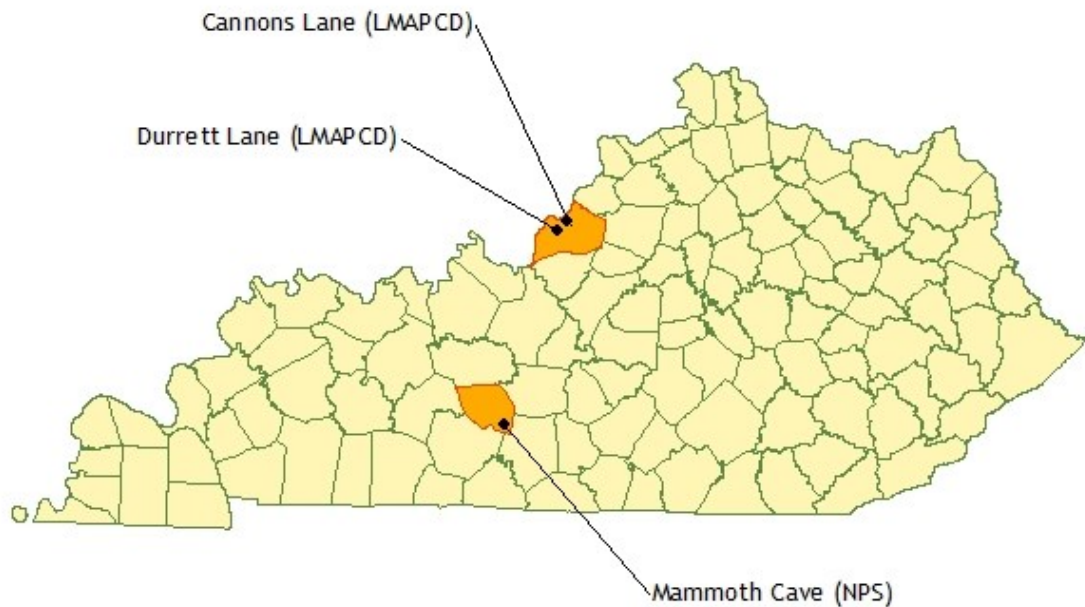 Cannons Lane (LMAPCD)
Durrett Lane (LMAPCD)
Mammoth Cave (NPS)